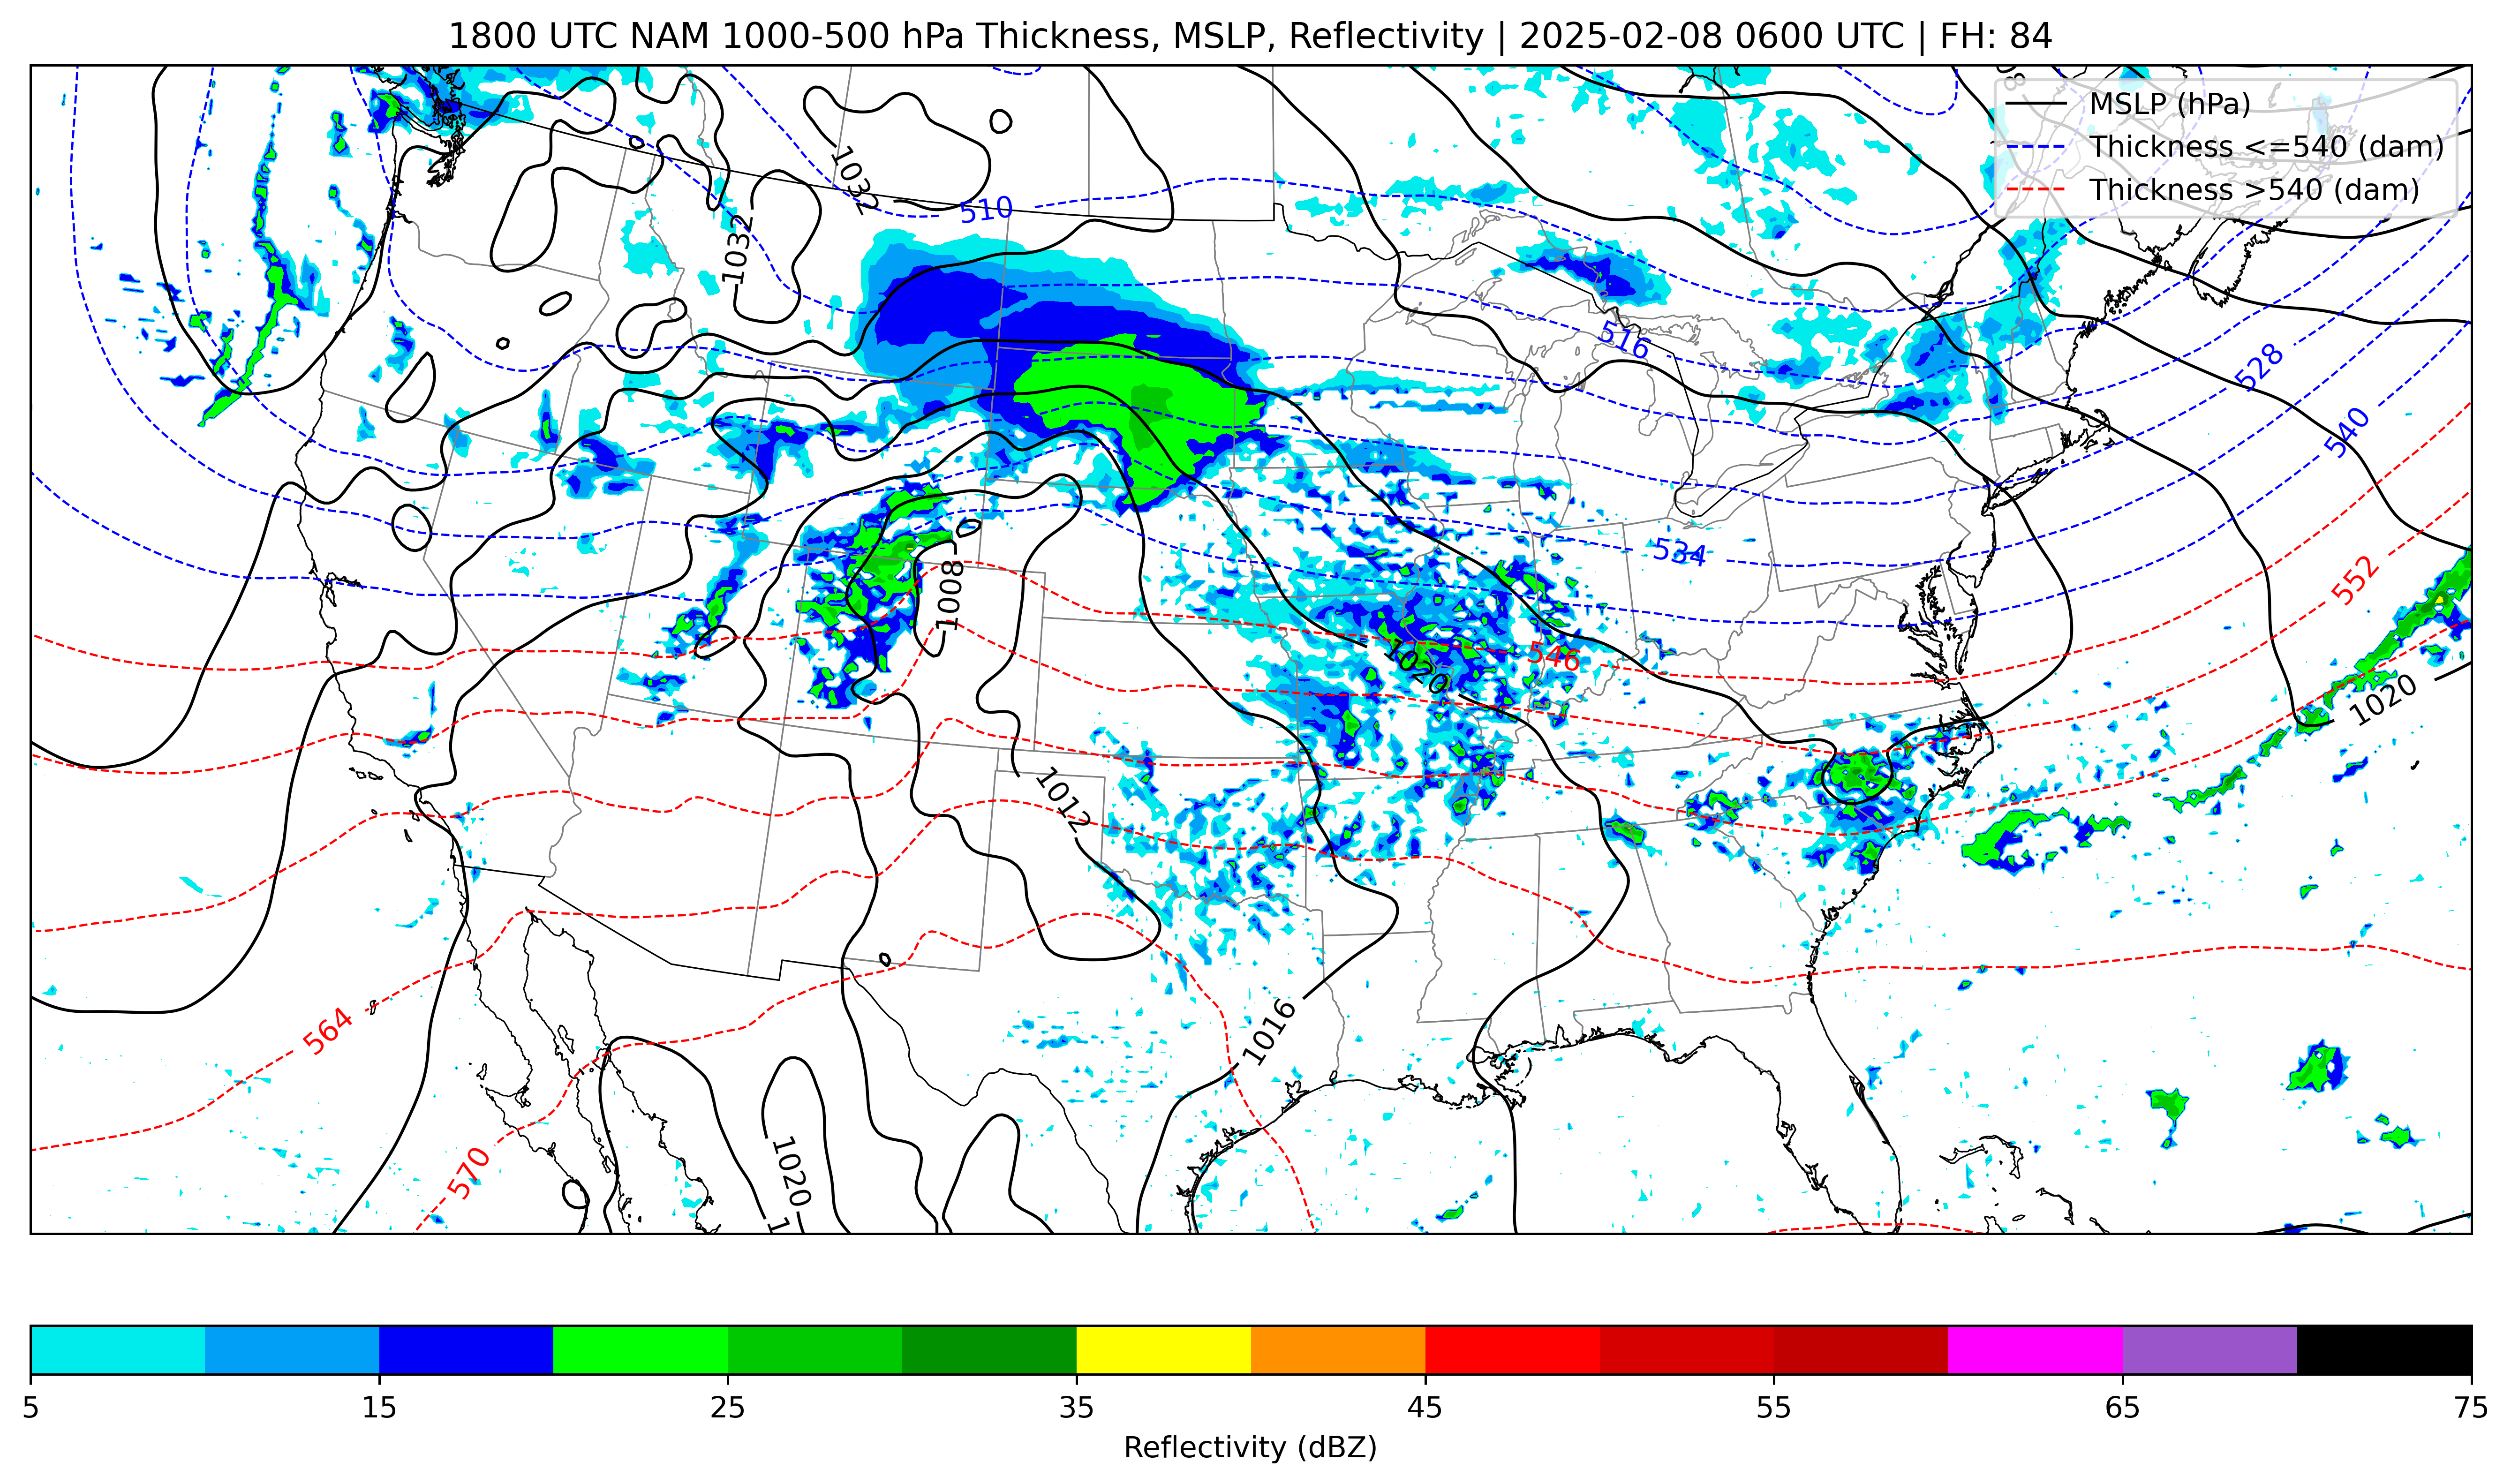 1800 UTC NAM 1000-500 hPa Thickness, MSLP, Reflectivity | 2025-02-08 0600 UTC | FH: 84
MSLP (hPa)
Thickness <=540 (dam)
Thickness >540 (dam)
1032
510
1032
516
528
540
534
552
1008
546
1020
1020
1012
1016
564
570
1020
5 15 25 35 45 55 65 75
Reflectivity (dBZ)